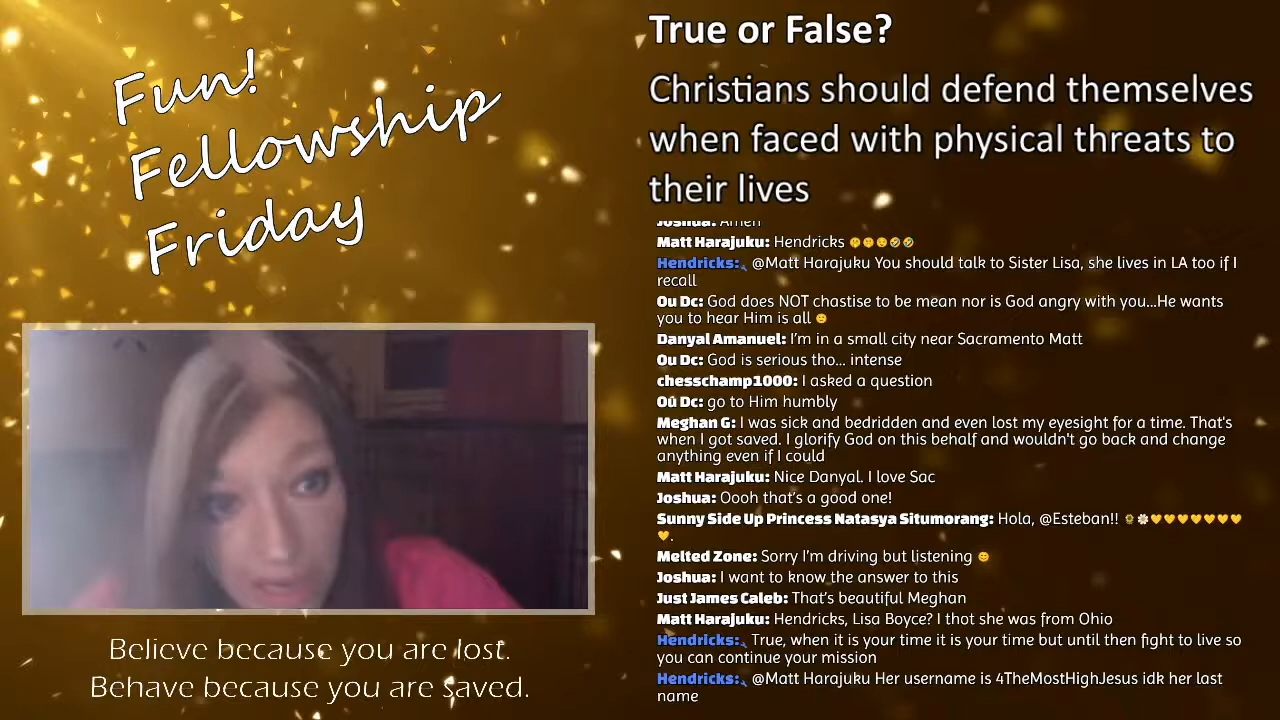 Fun!
Fellowship
Friday
Believe because you are lost.
Behave because you are saved.
True or False?
Christians should defend themselves
when faced with physical threats to
their lives
Joshua: Amen
Matt Harajuku: Hendricks
Hendricks: @Matt Harajuku You should talk to Sister Lisa, she lives in LA too if I
recall
Ou Dc: God does NOT chastise to be mean nor is God angry with you...He wants
you to hear Him is all
Danyal Amanuel: I'm in a small city near Sacramento Matt
Ou Dc: God is serious tho... intense
chesschamp1000: I asked a question
Ou Dc: go to Him humbly
Meghan G: I was sick and bedridden and even lost my eyesight for a time. That's
when I got saved. I glorify God on this behalf and wouldn't go back and change
anything even if I could
Matt Harajuku: Nice Danyal. I love Sac
Joshua: Oooh that's a good one!
Sunny Side Up Princess Natasya Situmorang: Hola, @Esteban!! 🌻🌼💛💛💛💛💛💛💛
💛.
Melted Zone: Sorry I'm driving but listening 😊
Joshua: I want to know the answer to this
Just James Caleb: That's beautiful Meghan
Matt Harajuku: Hendricks, Lisa Boyce? I thot she was from Ohio
Hendricks: True, when it is your time it is your time but until then fight to live so
you can continue your mission
Hendricks: @Matt Harajuku Her username is 4TheMostHighJesus idk her last
name